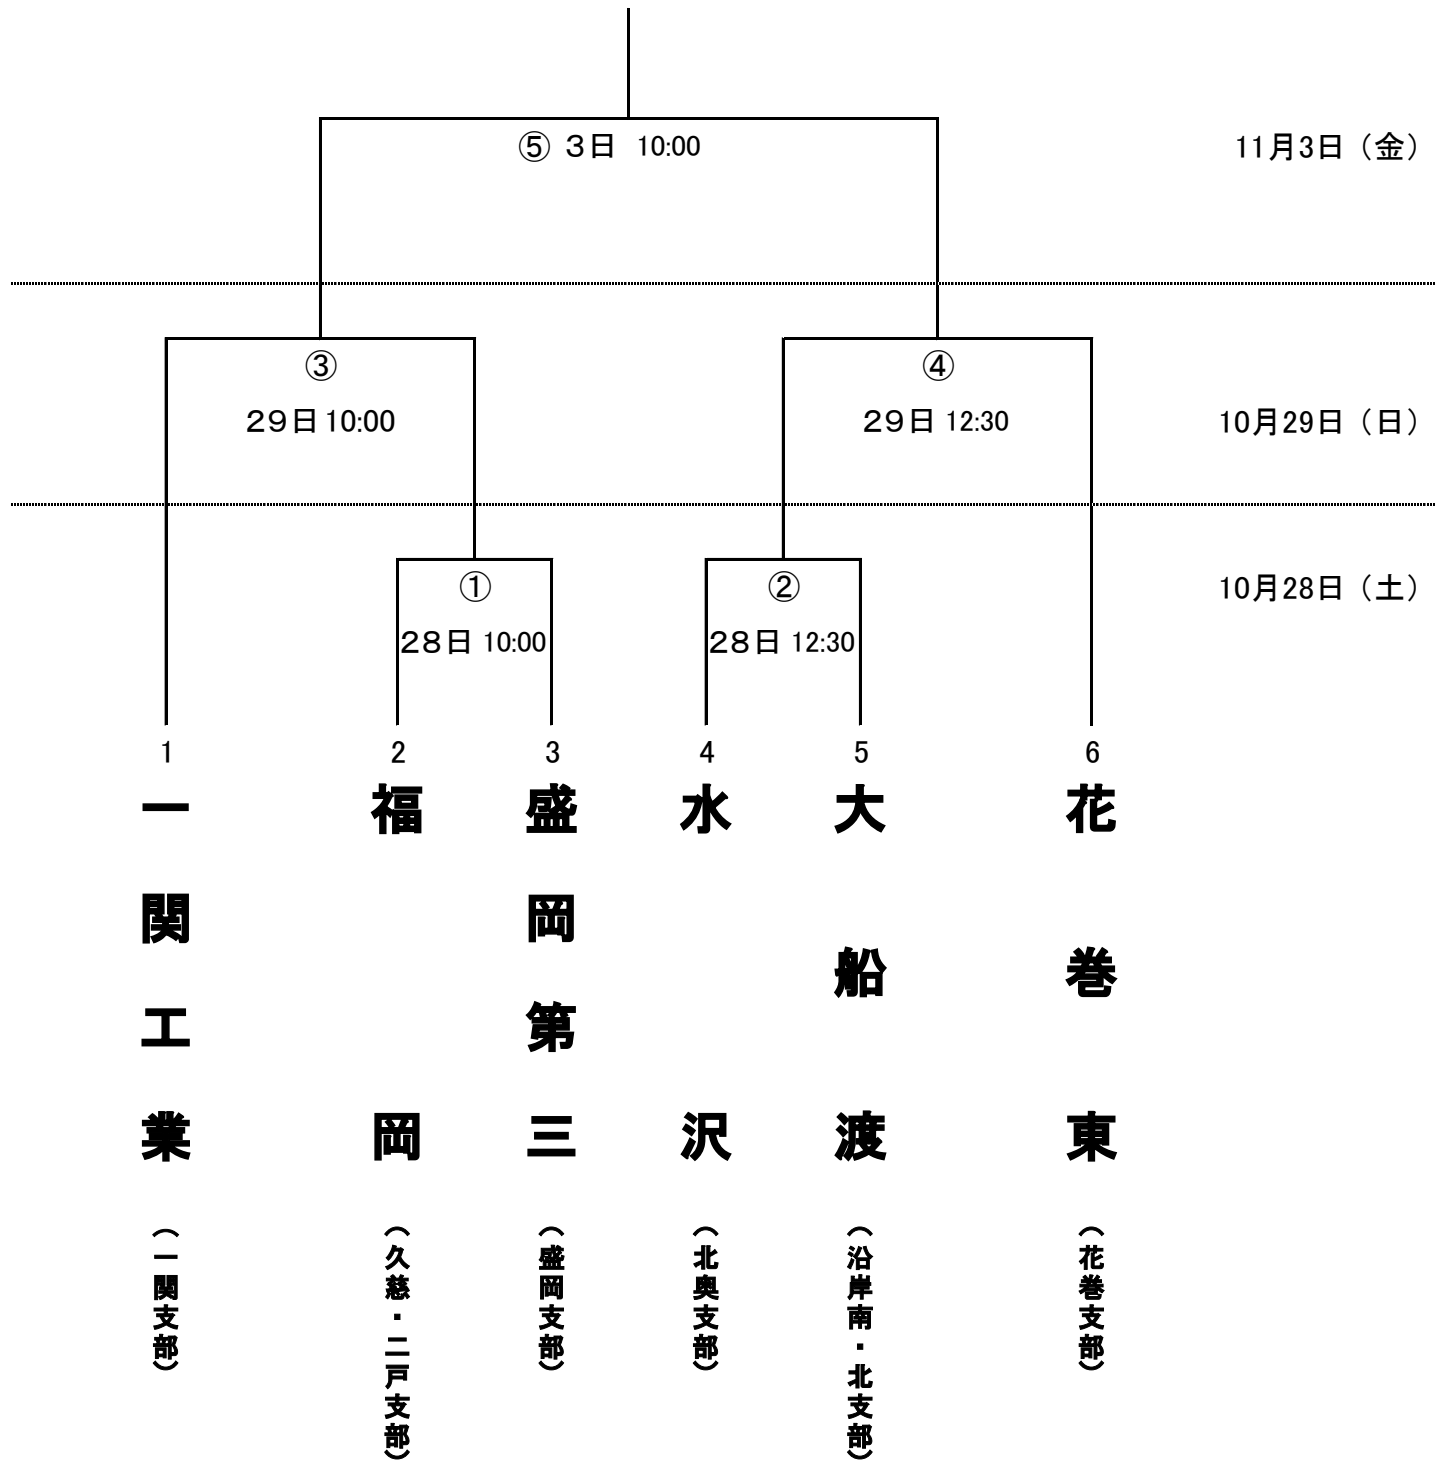 ⑤ ３日 10:00
11月3日（金）
③
④
２９日 10:00
２９日 12:30
10月29日（日）
①
②
10月28日（土）
２８日 10:00
２８日 12:30
1
2
3
4
5
6
一関工業
福岡
盛岡第三
水沢
大船渡
花巻東
（一関支部）
（久慈・二戸支部）
（盛岡支部）
（北奥支部）
（沿岸南・北支部）
（花巻支部）